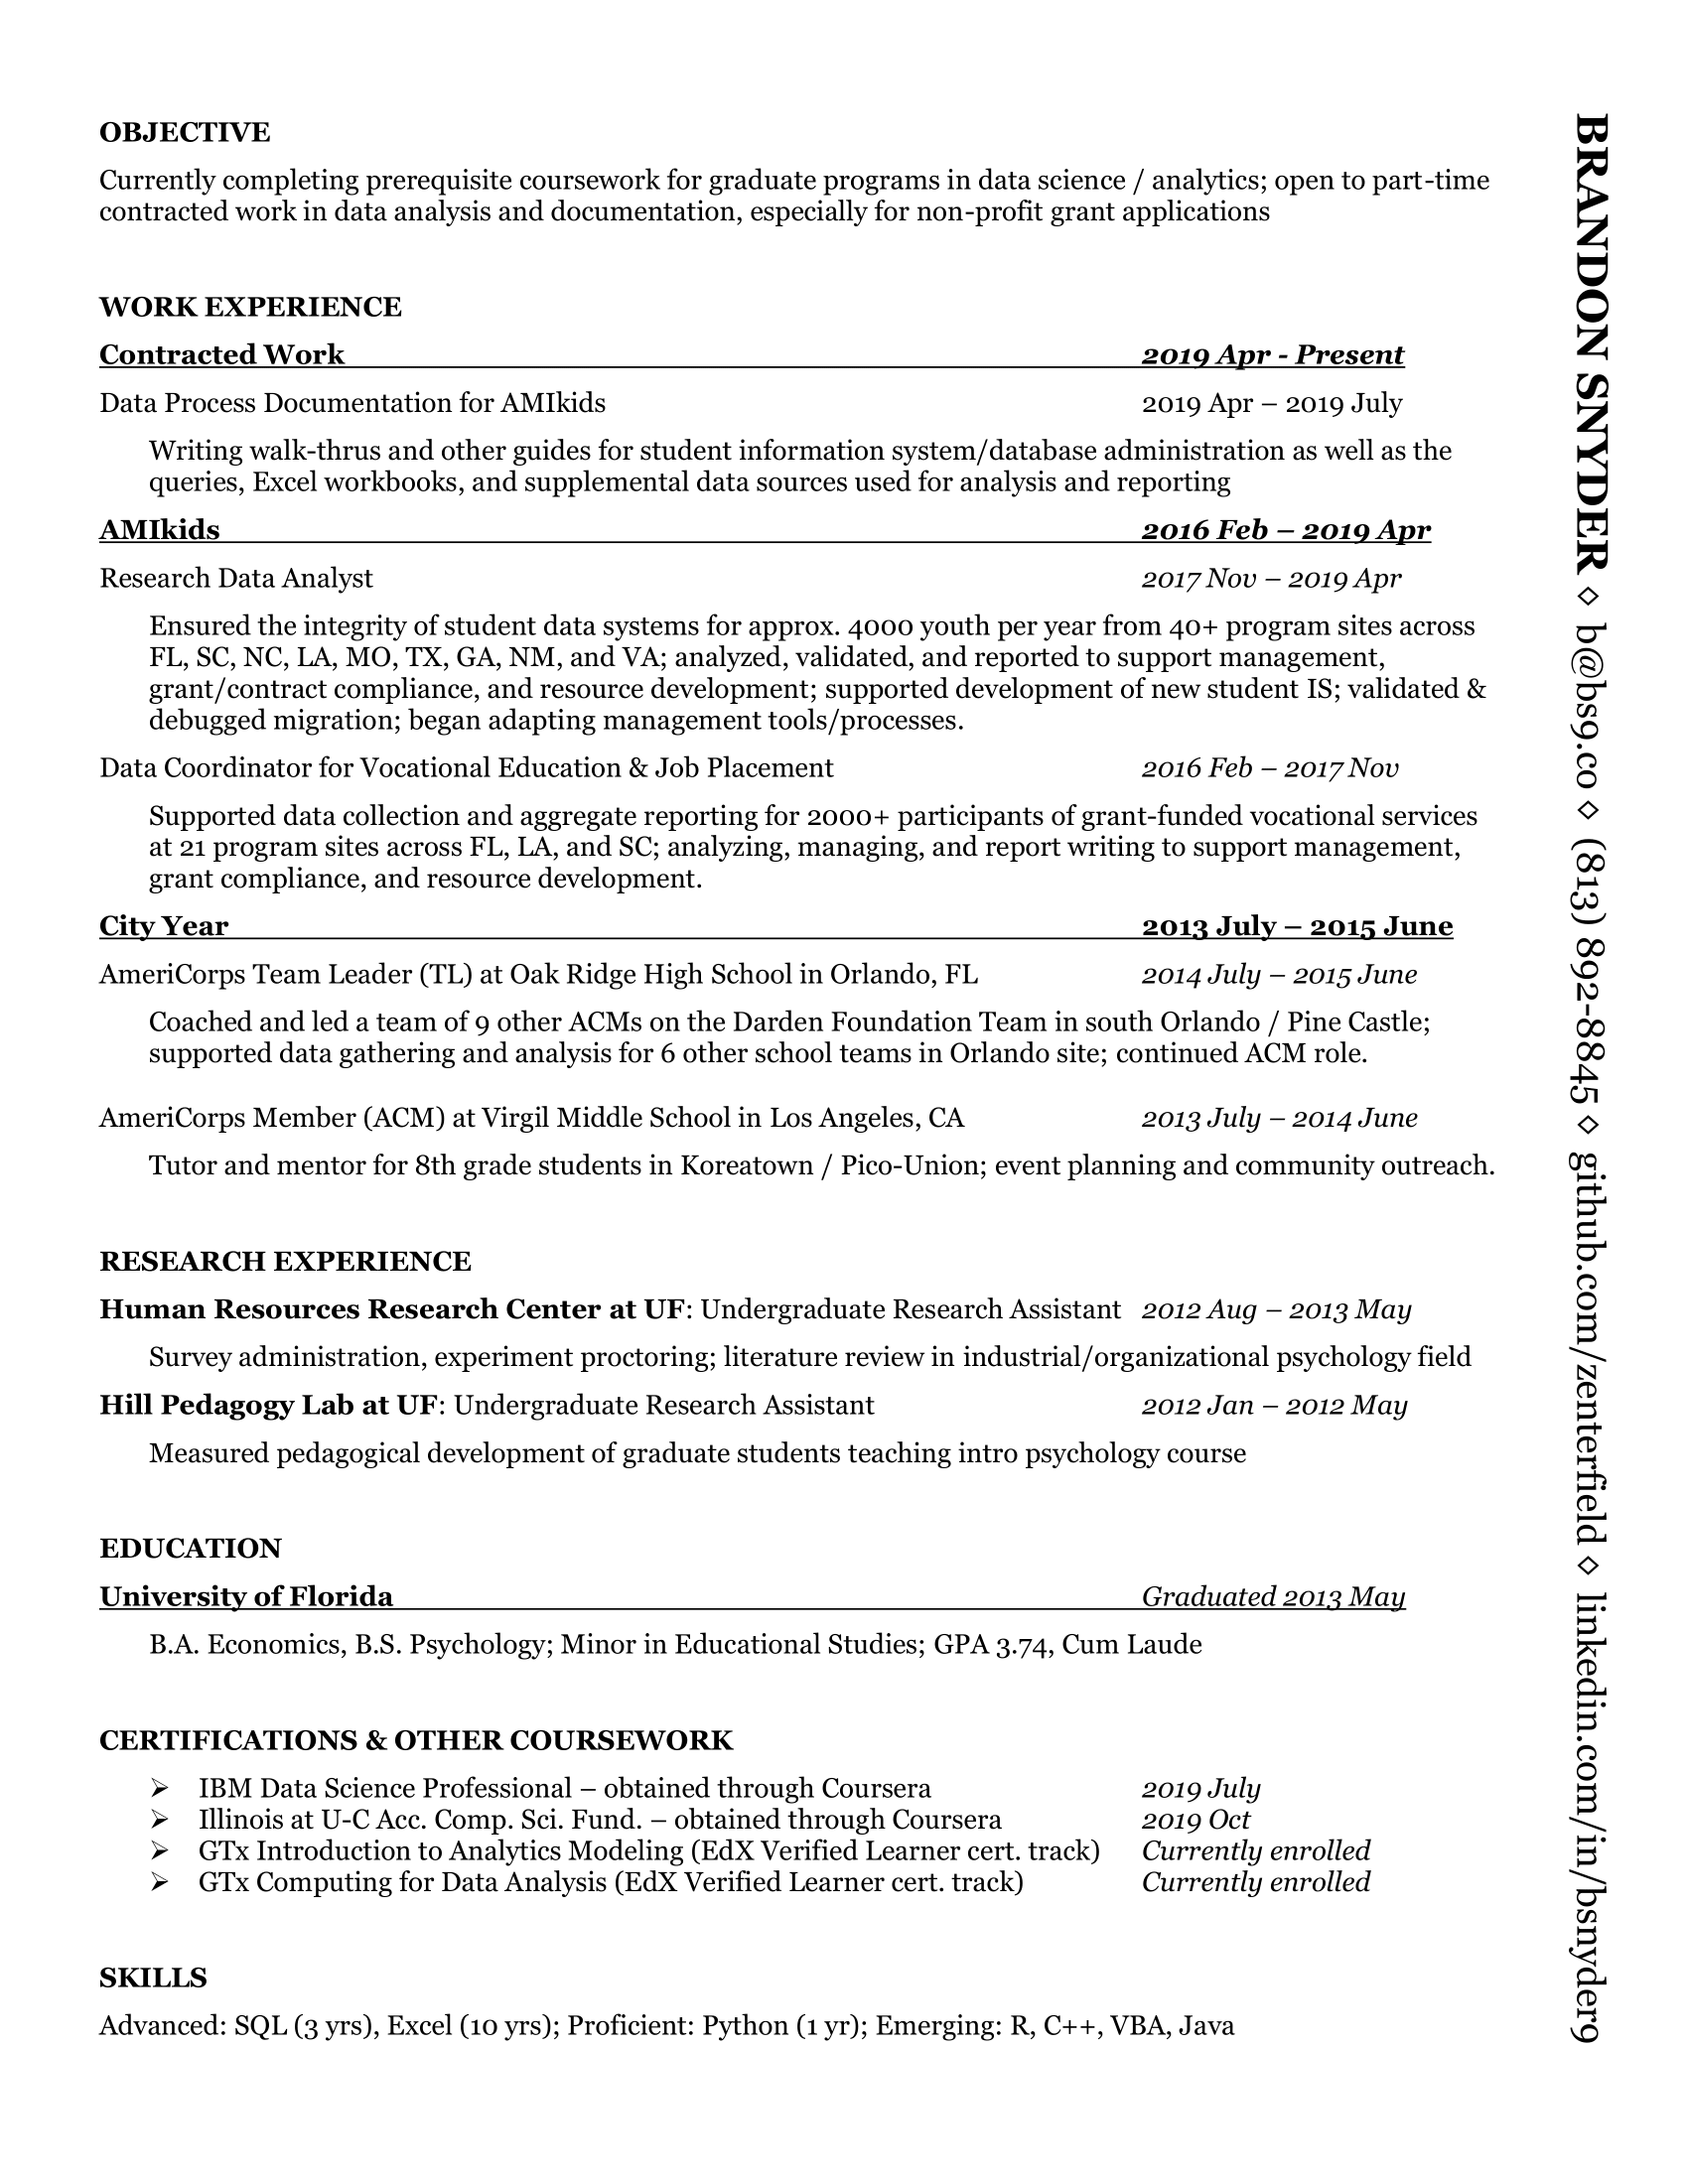 OBJECTIVE
Currently completing prerequisite coursework for graduate programs in data science / analytics; open to part-time
contracted work in data analysis and documentation, especially for non-profit grant applications
WORK EXPERIENCE
Contracted Work 2019 Apr - Present
Data Process Documentation for AMIkids 2019 Apr – 2019 July
Writing walk-thrus and other guides for student information system/database administration as well as the
queries, Excel workbooks, and supplemental data sources used for analysis and reporting
AMIkids 2016 Feb – 2019 Apr
Research Data Analyst 2017 Nov – 2019 Apr
Ensured the integrity of student data systems for approx. 4000 youth per year from 40+ program sites across
FL, SC, NC, LA, MO, TX, GA, NM, and VA; analyzed, validated, and reported to support management,
grant/contract compliance, and resource development; supported development of new student IS; validated &
debugged migration; began adapting management tools/processes.
Data Coordinator for Vocational Education & Job Placement 2016 Feb – 2017 Nov
Supported data collection and aggregate reporting for 2000+ participants of grant-funded vocational services
at 21 program sites across FL, LA, and SC; analyzing, managing, and report writing to support management,
grant compliance, and resource development.
City Year 2013 July – 2015 June
AmeriCorps Team Leader (TL) at Oak Ridge High School in Orlando, FL 2014 July – 2015 June
Coached and led a team of 9 other ACMs on the Darden Foundation Team in south Orlando / Pine Castle;
supported data gathering and analysis for 6 other school teams in Orlando site; continued ACM role.
AmeriCorps Member (ACM) at Virgil Middle School in Los Angeles, CA 2013 July – 2014 June
Tutor and mentor for 8th grade students in Koreatown / Pico-Union; event planning and community outreach.
RESEARCH EXPERIENCE
Human Resources Research Center at UF: Undergraduate Research Assistant 2012 Aug – 2013 May
Survey administration, experiment proctoring; literature review in industrial/organizational psychology field
Hill Pedagogy Lab at UF: Undergraduate Research Assistant 2012 Jan – 2012 May
Measured pedagogical development of graduate students teaching intro psychology course
EDUCATION
University of Florida Graduated 2013 May
B.A. Economics, B.S. Psychology; Minor in Educational Studies; GPA 3.74, Cum Laude
CERTIFICATIONS & OTHER COURSEWORK
➢ IBM Data Science Professional – obtained through Coursera 2019 July
➢ Illinois at U-C Acc. Comp. Sci. Fund. – obtained through Coursera 2019 Oct
➢ GTx Introduction to Analytics Modeling (EdX Verified Learner cert. track) Currently enrolled
➢ GTx Computing for Data Analysis (EdX Verified Learner cert. track) Currently enrolled
SKILLS
Advanced: SQL (3 yrs), Excel (10 yrs); Proficient: Python (1 yr); Emerging: R, C++, VBA, Java
BRANDON SNYDER ◊ b@bs9.co ◊ (813) 892-8845 ◊ github.com/zenterfield ◊ linkedin.com/in/bsnyder9